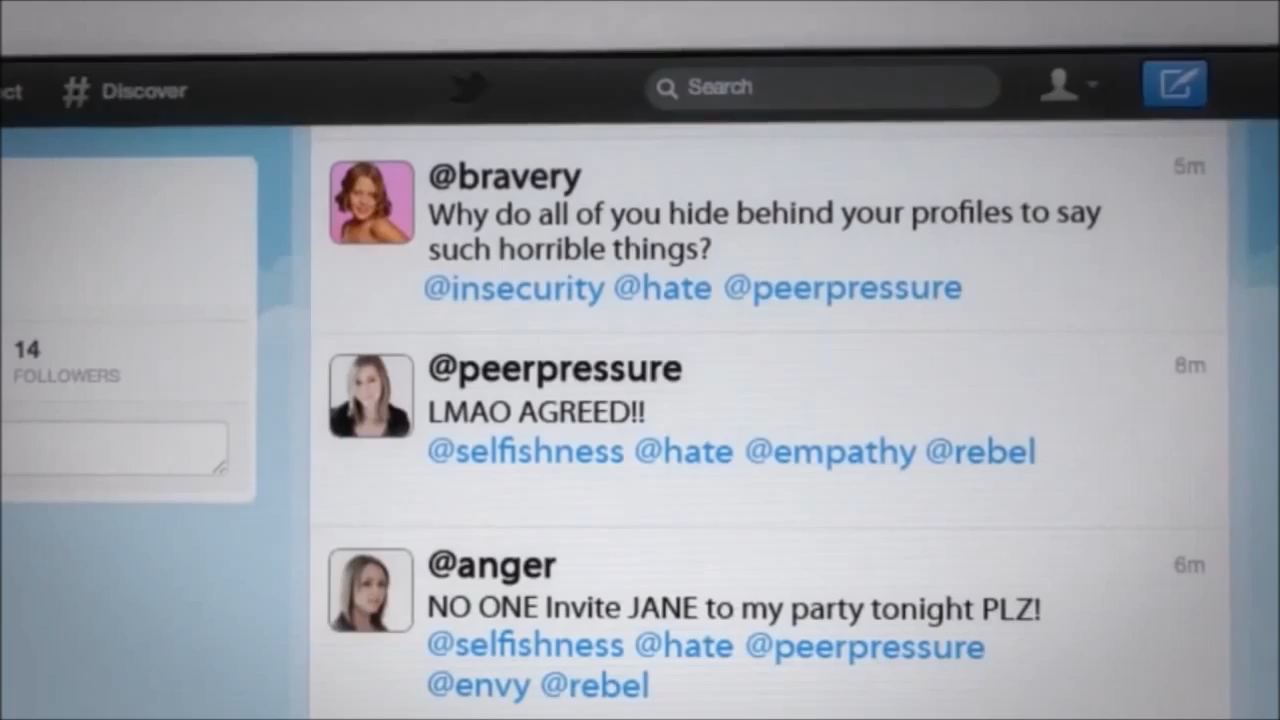 ct # Discover Search
@bravery 5m
Why do all of you hide behind your profiles to say
such horrible things?
@insecurity @hate @peerpressure
14
FOLLOWERS
@peerpressure 8m
LMAO AGREED!!
@selfishness @hate @empathy @rebel
@anger 6m
NO ONE Invite JANE to my party tonight PLZ!
@selfishness @hate @peerpressure
@envy @rebel